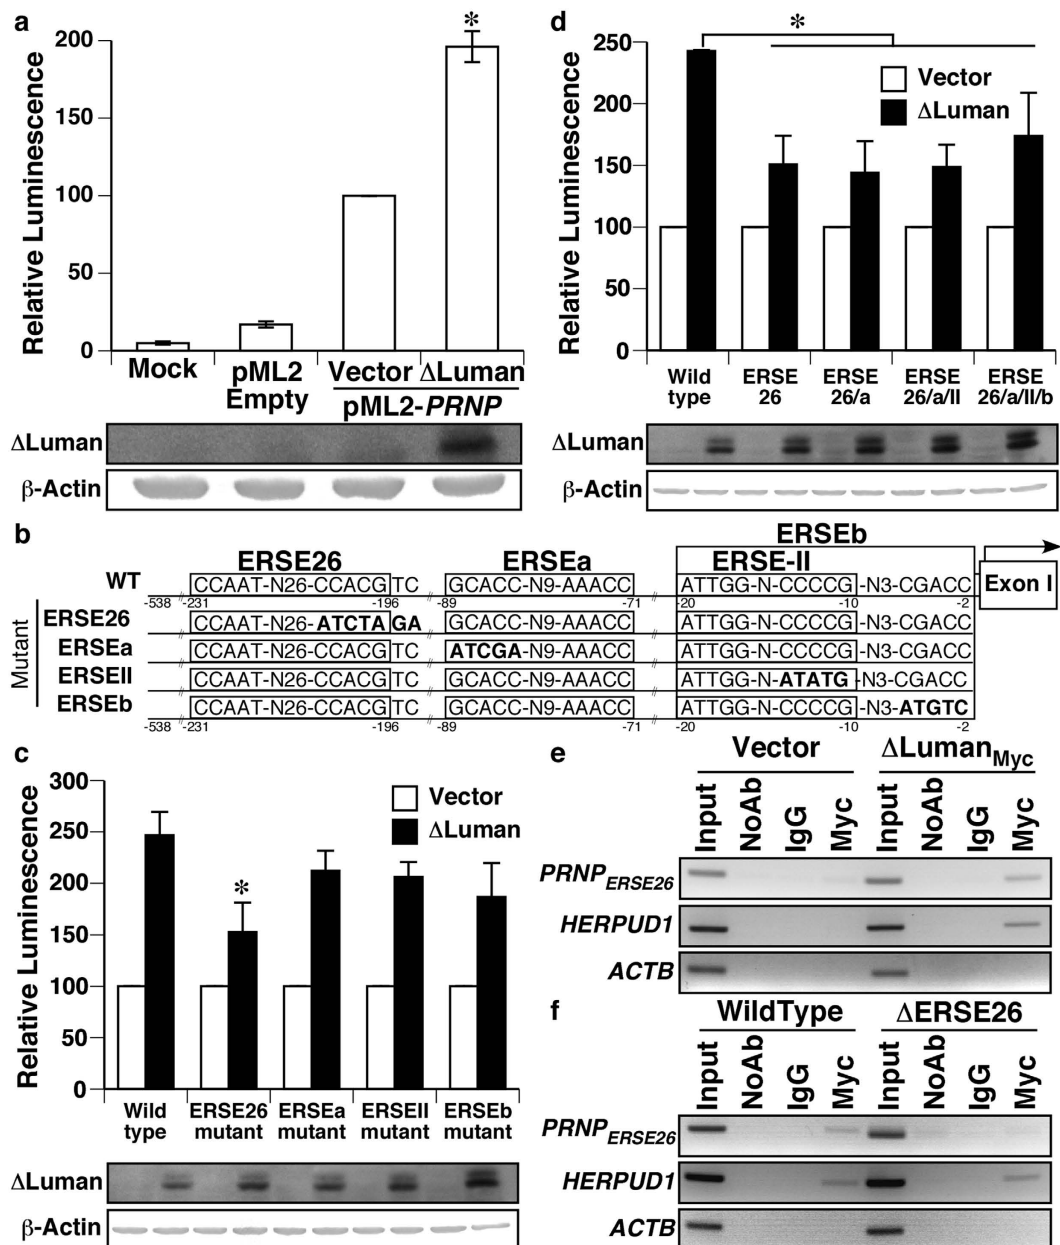 a
*
200
150
100
50
0
Relative Luminescence
Mock
pML2 Empty
Vector ΔLuman
pML2-PRNP
ΔLuman
β-Actin
d
*
250
200
150
100
50
0
Relative Luminescence
Vector
ΔLuman
Wild type
ERSE 26
ERSE 26/a
ERSE 26/a/II
ERSE 26/a/II/b
ΔLuman
β-Actin
b
ERSE26
ERSEa
ERSEb
ERSE-II
WT
CCAAT-N26-CCACGTC
GCACC-N9-AAACC
ATTGG-N-CCCCG-N3-CGACC
Exon I
-538 -231 -196 -89 -71 -20 -10 -2
Mutant
ERSE26
CCAAT-N26-ATCTAGA
GCACC-N9-AAACC
ATTGG-N-CCCCG-N3-CGACC
ERSEa
CCAAT-N26-CCACGTC
ATCGA-N9-AAACC
ATTGG-N-CCCCG-N3-CGACC
ERSEII
CCAAT-N26-CCACGTC
GCACC-N9-AAACC
ATTGG-N-ATATG-N3-CGACC
ERSEb
CCAAT-N26-CCACGTC
GCACC-N9-AAACC
ATTGG-N-CCCCG-N3-ATGTC
-538 -231 -196 -89 -71 -20 -10 -2
c
300
250
200
150
100
50
0
Relative Luminescence
Vector
ΔLuman
*
Wild type
ERSE26 mutant
ERSEa mutant
ERSEII mutant
ERSEb mutant
ΔLuman
β-Actin
e
Vector
ΔLumanMyc
Input NoAb IgG Myc Input NoAb IgG Myc
PRNPERSE26
HERPUD1
ACTB
f
WildType
ΔERSE26
Input NoAb IgG Myc Input NoAb IgG Myc
PRNPERSE26
HERPUD1
ACTB